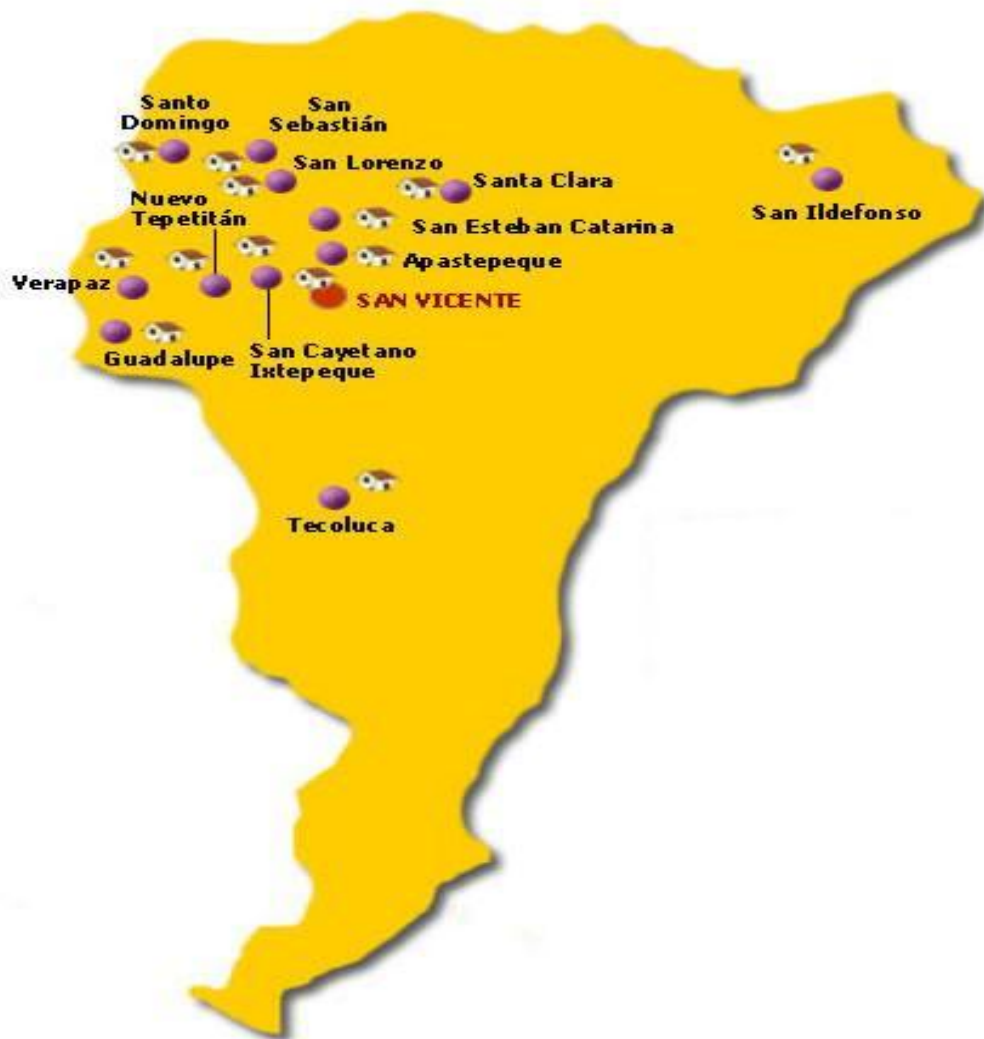 Santo
Domingo
San
Sebastián
San Lorenzo
Santa Clara
San Ildefonso
Nuevo
Tepetitán
San Esteban Catarina
Apastepeque
Verapaz
SAN VICENTE
Guadalupe
San Cayetano
Ixtepeque
Tecoluca